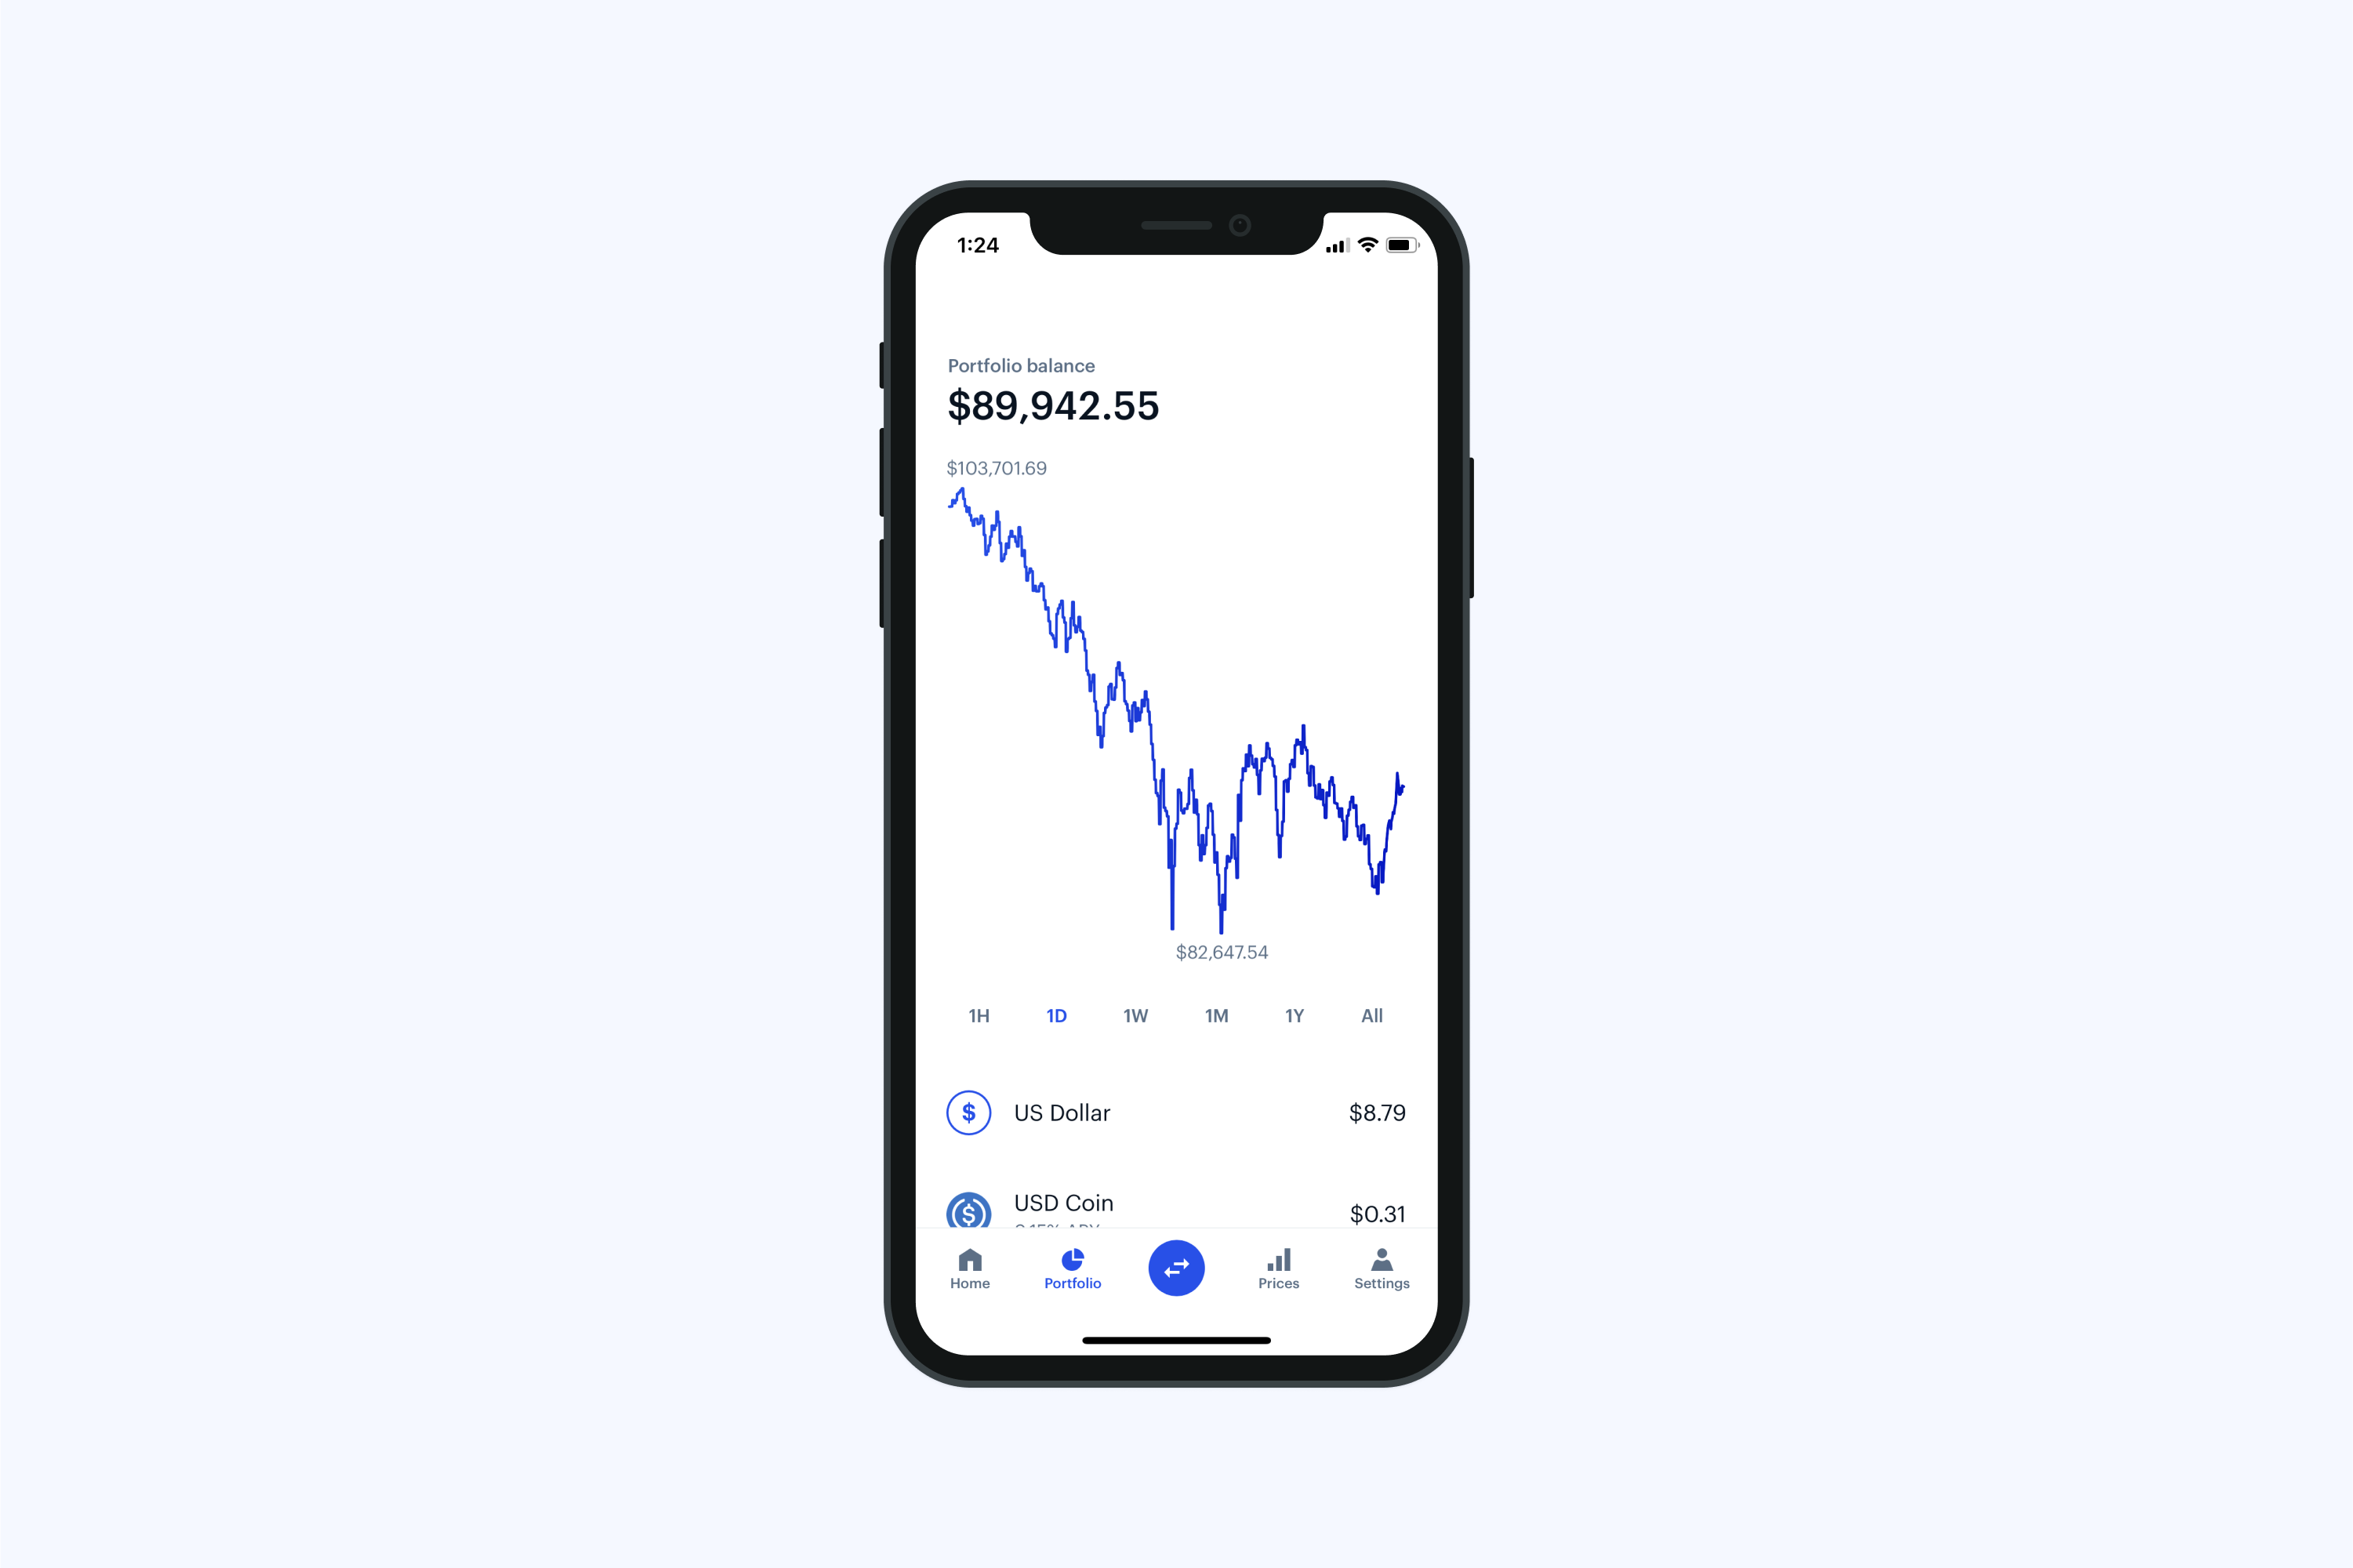 1:24
Portfolio balance
$89,942.55
$103,701.69
$82,647.54
1H 1D 1W 1M 1Y All
$ US Dollar $8.79
USD Coin
$ $0.31
Home Portfolio Prices Settings